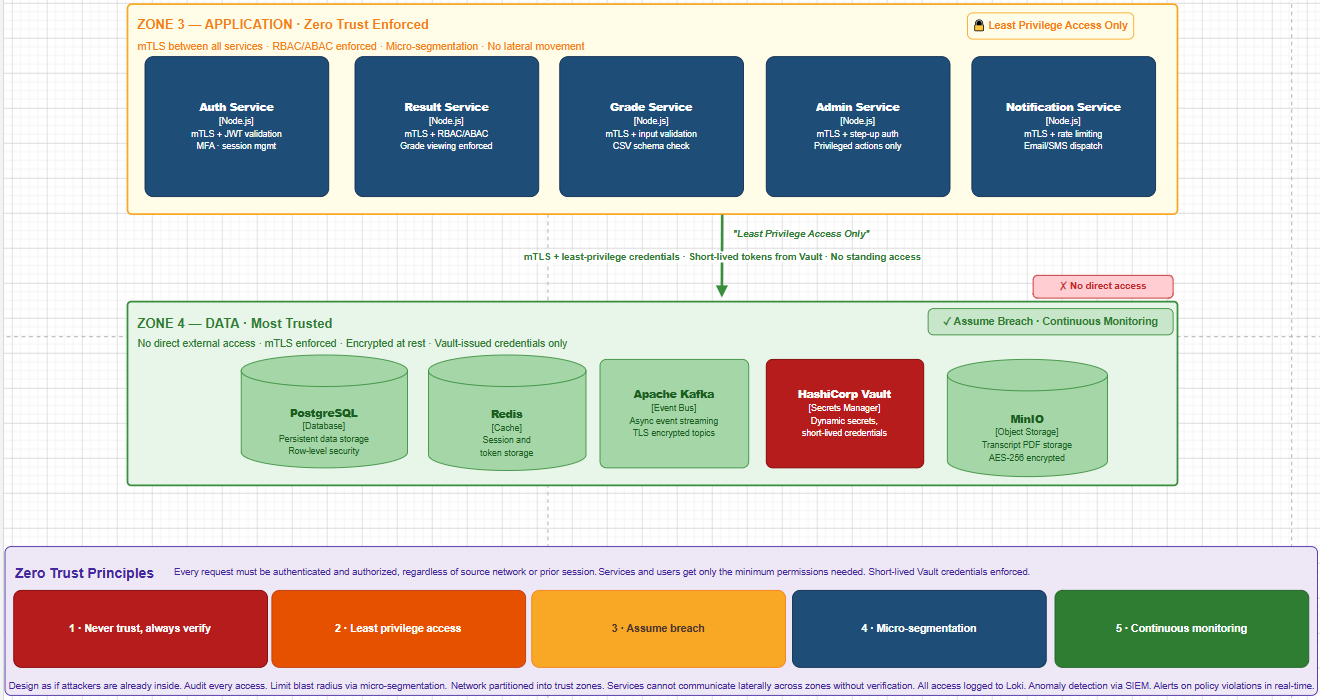 ZONE 3 — APPLICATION · Zero Trust Enforced
🔒 Least Privilege Access Only
mTLS between all services · RBAC/ABAC enforced · Micro-segmentation · No lateral movement
Auth Service
[Node.js]
mTLS + JWT validation
MFA · session mgmt
Result Service
[Node.js]
mTLS + RBAC/ABAC
Grade viewing enforced
Grade Service
[Node.js]
mTLS + input validation
CSV schema check
Admin Service
[Node.js]
mTLS + step-up auth
Privileged actions only
Notification Service
[Node.js]
mTLS + rate limiting
Email/SMS dispatch
"Least Privilege Access Only"
mTLS + least-privilege credentials · Short-lived tokens from Vault · No standing access
✗ No direct access
ZONE 4 — DATA · Most Trusted
✓ Assume Breach · Continuous Monitoring
No direct external access · mTLS enforced · Encrypted at rest · Vault-issued credentials only
PostgreSQL
[Database]
Persistent data storage
Row-level security
Redis
[Cache]
Session and
token storage
Apache Kafka
[Event Bus]
Async event streaming
TLS encrypted topics
HashiCorp Vault
[Secrets Manager]
Dynamic secrets,
short-lived credentials
MinIO
[Object Storage]
Transcript PDF storage
AES-256 encrypted
Zero Trust Principles
Every request must be authenticated and authorized, regardless of source network or prior session. Services and users get only the minimum permissions needed. Short-lived Vault credentials enforced.
1 · Never trust, always verify
2 · Least privilege access
3 · Assume breach
4 · Micro-segmentation
5 · Continuous monitoring
Design as if attackers are already inside. Audit every access. Limit blast radius via micro-segmentation. Network partitioned into trust zones. Services cannot communicate laterally across zones without verification. All access logged to Loki. Anomaly detection via SIEM. Alerts on policy violations in real-time.